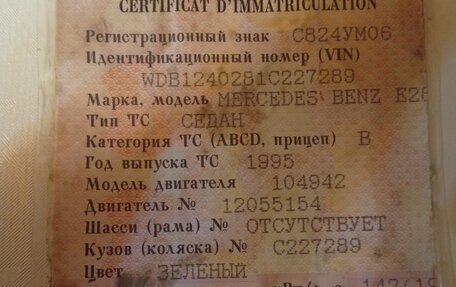 CERTIFICAT D'IMMATRICULATION
Регистрационный знак С824УМ06
Идентификационный номер (VIN)
WDB1240281C227289
Марка, модель MERCEDES BENZ E28
Тип ТС СЕДАН
Категория ТС (ABCD, прицеп) B
Год выпуска ТС 1995
Модель двигателя 104942
Двигатель № 12055154
Шасси (рама) № ОТСУТСТВУЕТ
Кузов (коляска) № С227289
Цвет ЗЕЛЕНЫЙ